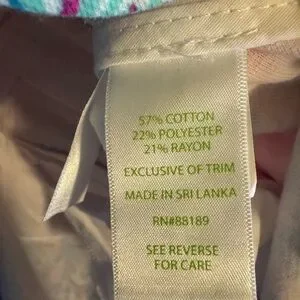 57% COTTON
22% POLYESTER
21% RAYON
EXCLUSIVE OF TRIM
MADE IN SRI LANKA
RN#88189
SEE REVERSE
FOR CARE